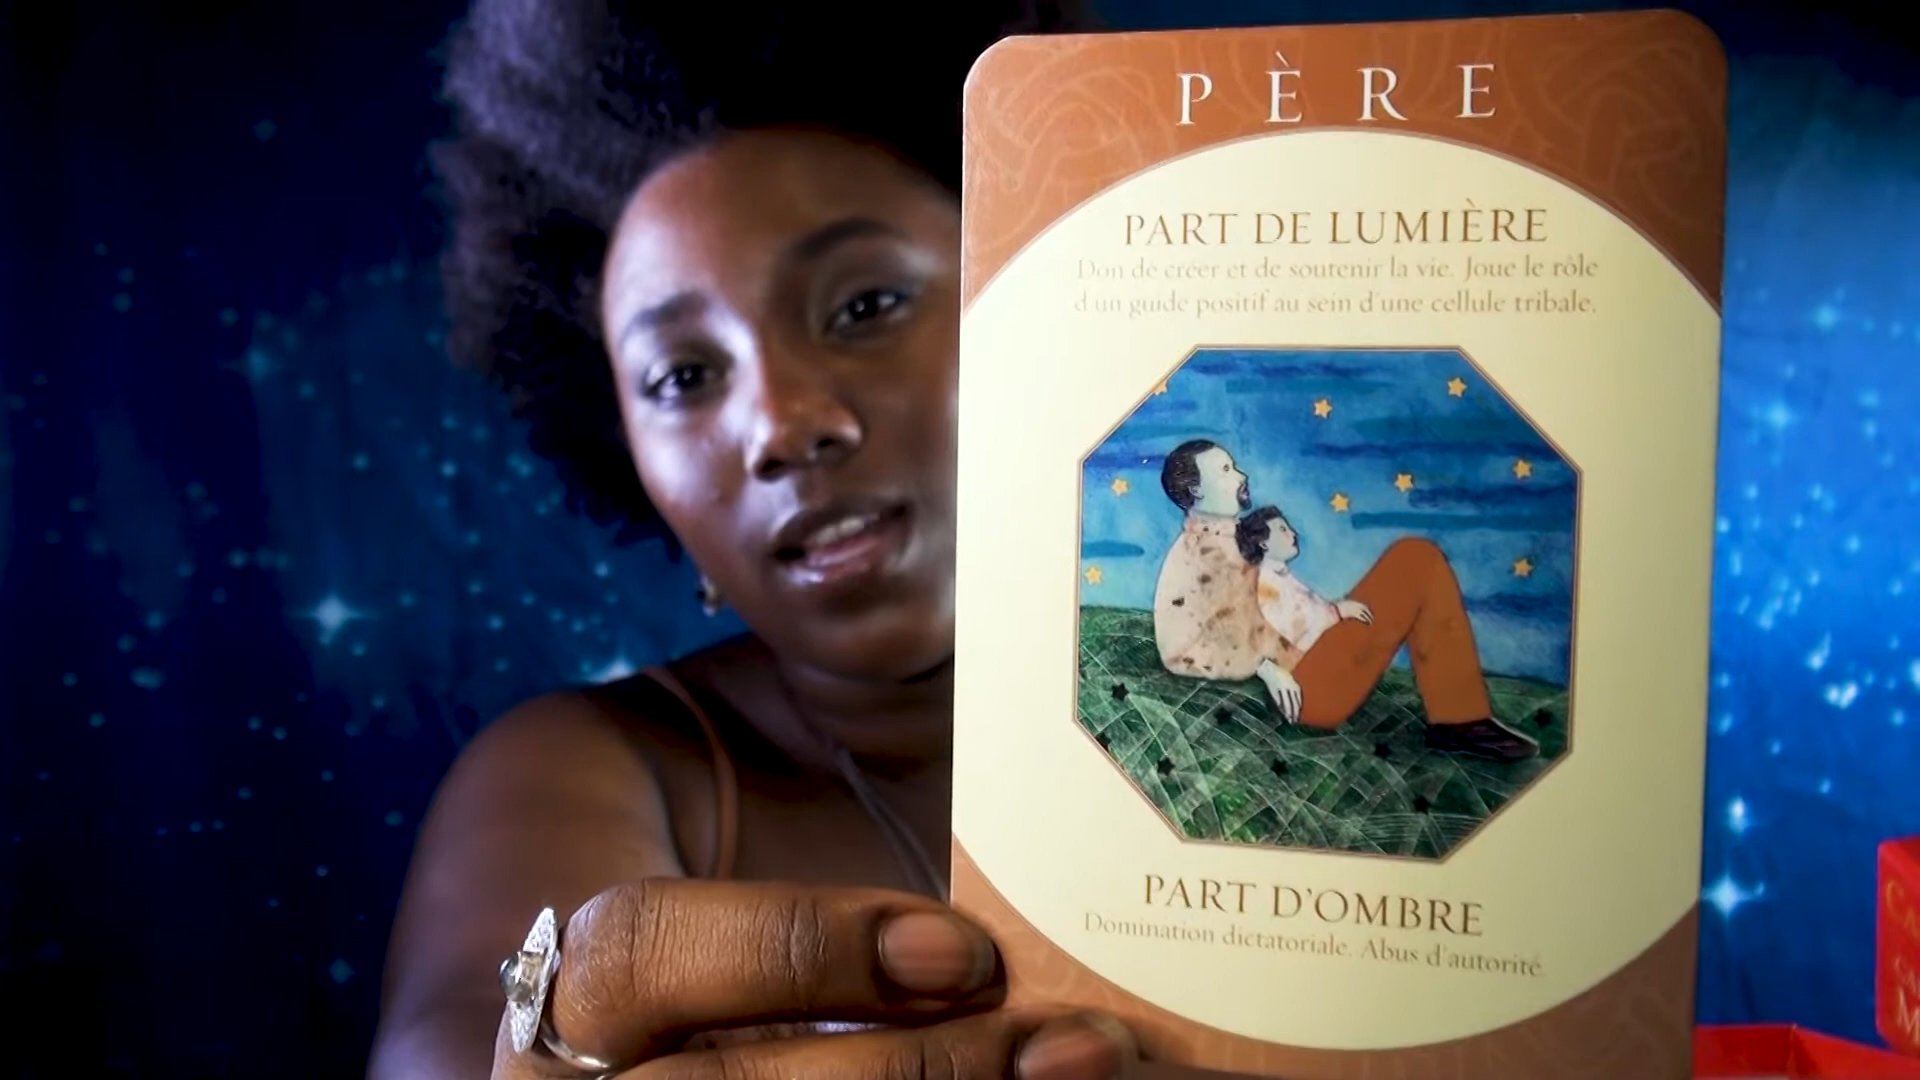 PÈRE
PART DE LUMIÈRE
Don de créer et de soutenir la vie. Joue le rôle
d'un guide positif au sein d'une cellule tribale.
PART D'OMBRE
Domination dictatoriale. Abus d'autorité.